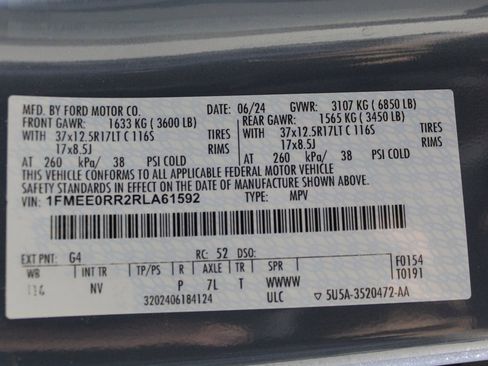 MFD. BY FORD MOTOR CO.
DATE: 06/24 GVWR: 3107 KG ( 6850 LB)
FRONT GAWR: 1633 KG ( 3600 LB) REAR GAWR: 1565 KG ( 3450 LB)
WITH 37x12.5R17LT C 116S TIRES WITH 37x12.5R17LT C 116S TIRES
17x8.5J RIMS 17x8.5J RIMS
AT 260 kPa/ 38 PSI COLD AT 260 kPa/ 38 PSI COLD
THIS VEHICLE CONFORMS TO ALL APPLICABLE FEDERAL MOTOR VEHICLE
SAFETY STANDARDS IN EFFECT ON THE DATE OF MANUFACTURE SHOWN ABOVE.
VIN: 1FMEE0RR2RLA61592 TYPE: MPV
EXT PNT: G4 RC: 52 DSO: F0154
WB INT TR TP/PS R AXLE TR SPR T0191
NV P 7L T WWWW
3202406184124 ULC 5U5A-3520472-AA